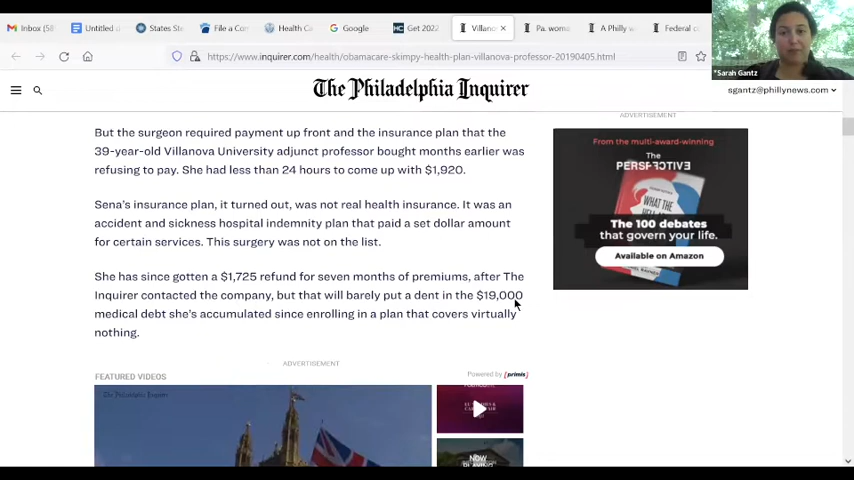 Inbox (58
Untitled
States St
File a Com
Health Ca
Google
Get 2022
Villano
Pa. woma
A Philly w
Federal c
https://www.inquirer.com/health/obamacare-skimpy-health-plan-villanova-professor-20190405.html
*Sarah Gantz
The Philadelphia Inquirer
sgantz@phillynews.com
But the surgeon required payment up front and the insurance plan that the
39-year-old Villanova University adjunct professor bought months earlier was
refusing to pay. She had less than 24 hours to come up with $1,920.
Sena's insurance plan, it turned out, was not real health insurance. It was an
accident and sickness hospital indemnity plan that paid a set dollar amount
for certain services. This surgery was not on the list.
She has since gotten a $1,725 refund for seven months of premiums, after The
Inquirer contacted the company, but that will barely put a dent in the $19,000
medical debt she's accumulated since enrolling in a plan that covers virtually
nothing.
ADVERTISEMENT
From the multi-award-winning
The
PERSPECTIVE
WHAT THE
The 100 debates
that govern your life.
Available on Amazon
ADVERTISEMENT
FEATURED VIDEOS
Powered by primis
The Philadelphia Inquirer
NOW